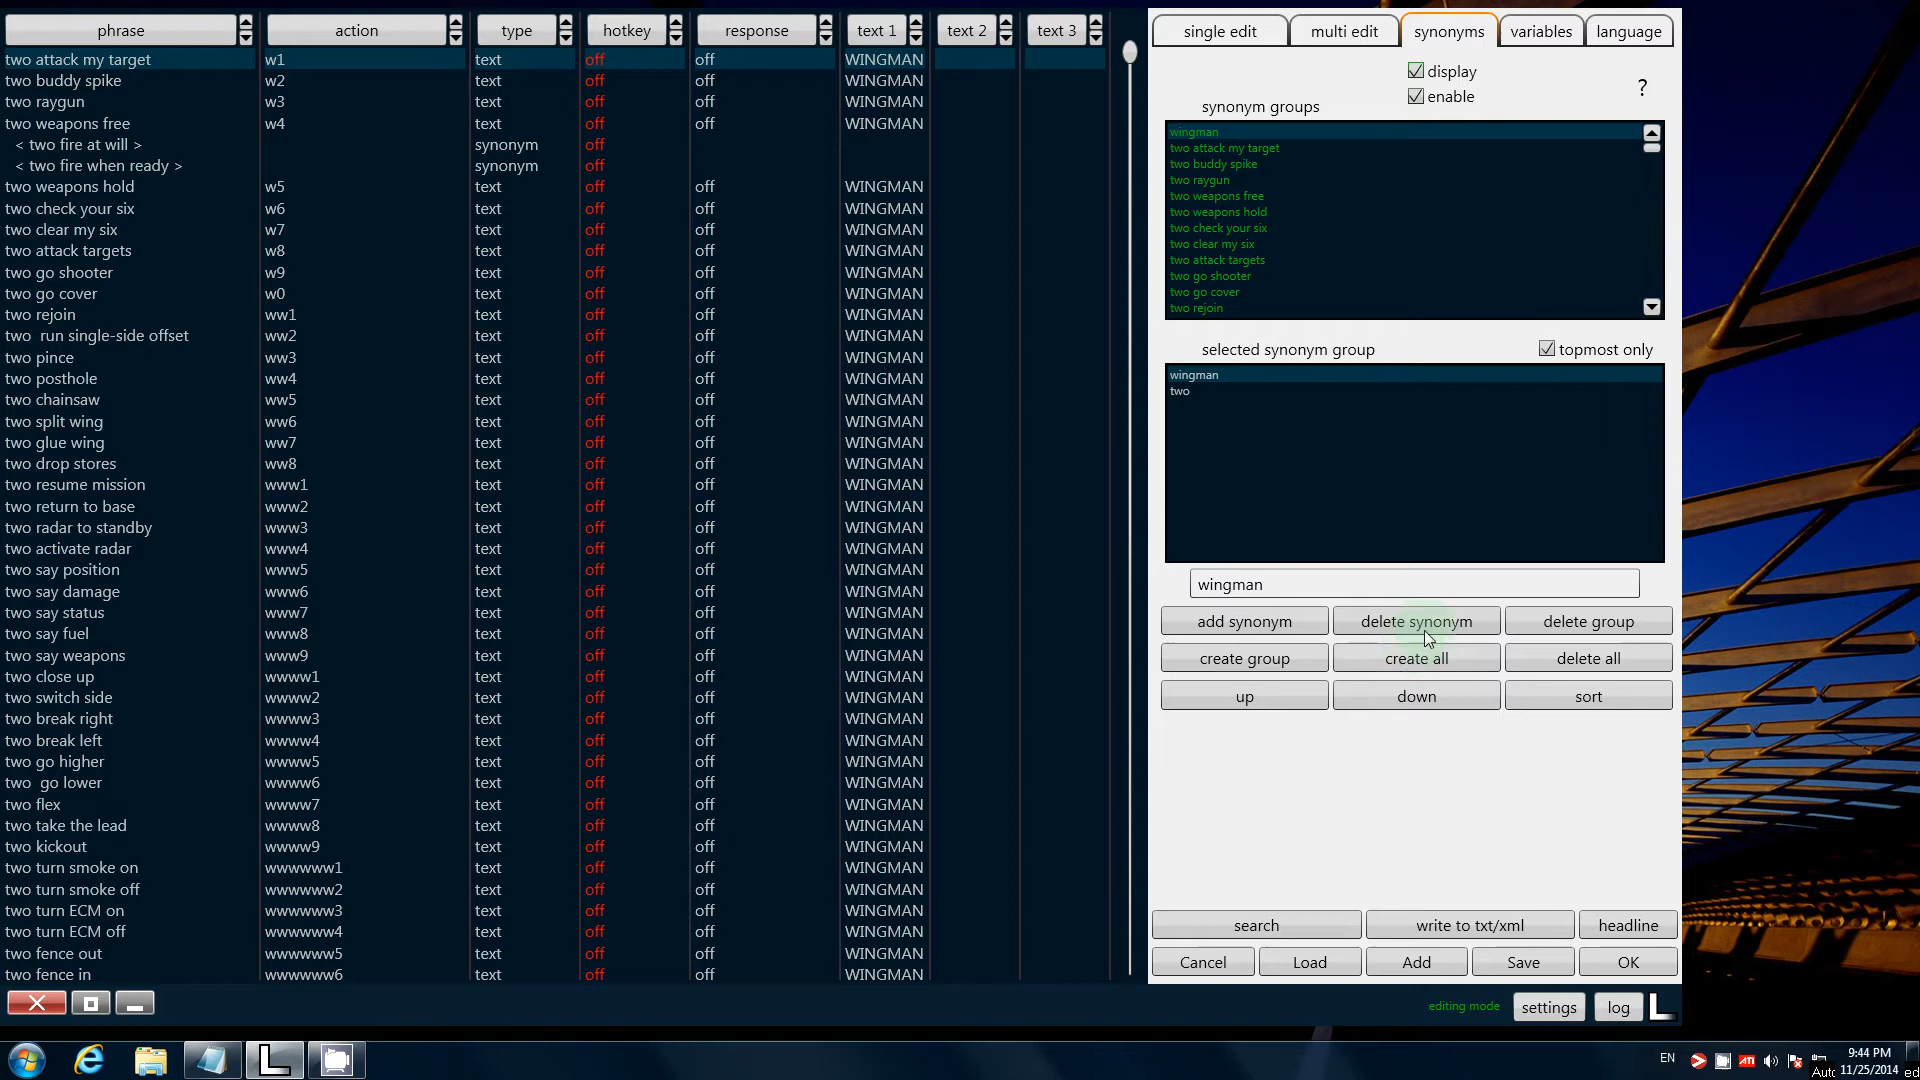 phrase action type hotkey response text 1 text 2 text 3
two attack my target w1 text off off WINGMAN
two buddy spike w2 text off off WINGMAN
two raygun w3 text off off WINGMAN
two weapons free w4 text off off WINGMAN
< two fire at will > synonym off
< two fire when ready > synonym off
two weapons hold w5 text off off WINGMAN
two check your six w6 text off off WINGMAN
two clear my six w7 text off off WINGMAN
two attack targets w8 text off off WINGMAN
two go shooter w9 text off off WINGMAN
two go cover w0 text off off WINGMAN
two rejoin ww1 text off off WINGMAN
two run single-side offset ww2 text off off WINGMAN
two pince ww3 text off off WINGMAN
two posthole ww4 text off off WINGMAN
two chainsaw ww5 text off off WINGMAN
two split wing ww6 text off off WINGMAN
two glue wing ww7 text off off WINGMAN
two drop stores ww8 text off off WINGMAN
two resume mission www1 text off off WINGMAN
two return to base www2 text off off WINGMAN
two radar to standby www3 text off off WINGMAN
two activate radar www4 text off off WINGMAN
two say position www5 text off off WINGMAN
two say damage www6 text off off WINGMAN
two say status www7 text off off WINGMAN
two say fuel www8 text off off WINGMAN
two say weapons www9 text off off WINGMAN
two close up wwww1 text off off WINGMAN
two switch side wwww2 text off off WINGMAN
two break right wwww3 text off off WINGMAN
two break left wwww4 text off off WINGMAN
two go higher wwww5 text off off WINGMAN
two go lower wwww6 text off off WINGMAN
two flex wwww7 text off off WINGMAN
two take the lead wwww8 text off off WINGMAN
two kickout wwww9 text off off WINGMAN
two turn smoke on wwwwww1 text off off WINGMAN
two turn smoke off wwwwww2 text off off WINGMAN
two turn ECM on wwwwww3 text off off WINGMAN
two turn ECM off wwwwww4 text off off WINGMAN
two fence out wwwwww5 text off off WINGMAN
two fence in wwwwww6 text off off WINGMAN
single edit multi edit synonyms variables language
display
enable
?
synonym groups
wingman
two attack my target
two buddy spike
two raygun
two weapons free
two weapons hold
two check your six
two clear my six
two attack targets
two go shooter
two go cover
two rejoin
selected synonym group topmost only
wingman
two
wingman
add synonym delete synonym delete group
create group create all delete all
up down sort
search write to txt/xml headline
Cancel Load Add Save OK
editing mode settings log
EN ATI 9:44 PM
11/25/2014